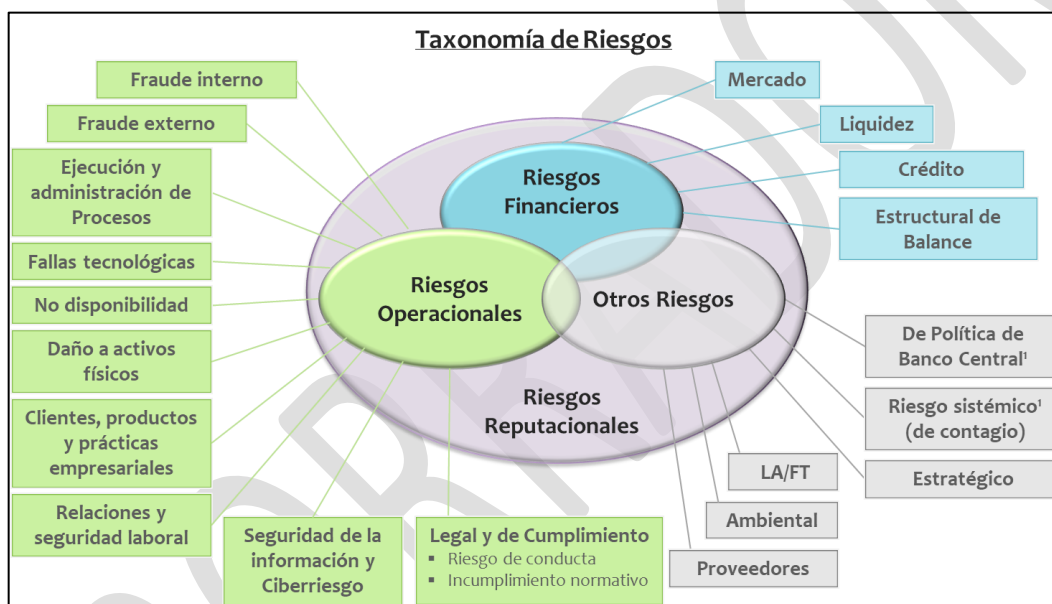 Taxonomía de Riesgos
Fraude interno
Fraude externo
Ejecución y
administración de
Procesos
Fallas tecnológicas
No disponibilidad
Daño a activos
físicos
Clientes, productos
y prácticas
empresariales
Relaciones y
seguridad laboral
Seguridad de la
información y
Ciberriesgo
Legal y de Cumplimiento
▪ Riesgo de conducta
▪ Incumplimiento normativo
Riesgos
Financieros
Riesgos
Operacionales
Otros Riesgos
Riesgos
Reputacionales
Mercado
Liquidez
Crédito
Estructural de
Balance
De Política de
Banco Central¹
Riesgo sistémico¹
(de contagio)
Estratégico
LA/FT
Ambiental
Proveedores